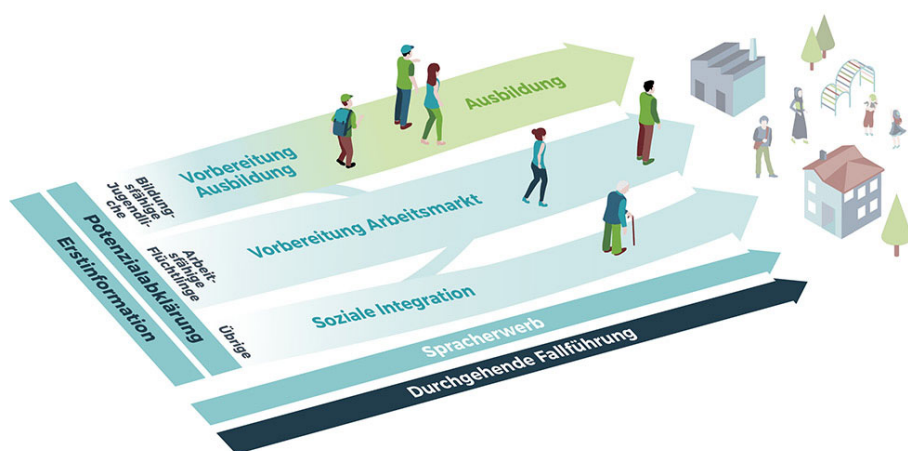 Erstinformation
Potenzialabklärung
Bildung-
sfähige
Jugendli-
che
Vorbereitung
Ausbildung
Ausbildung
Arbeit-
sfähige
Flüchtlinge
Vorbereitung Arbeitsmarkt
Übrige
Soziale Integration
Spracherwerb
Durchgehende Fallführung